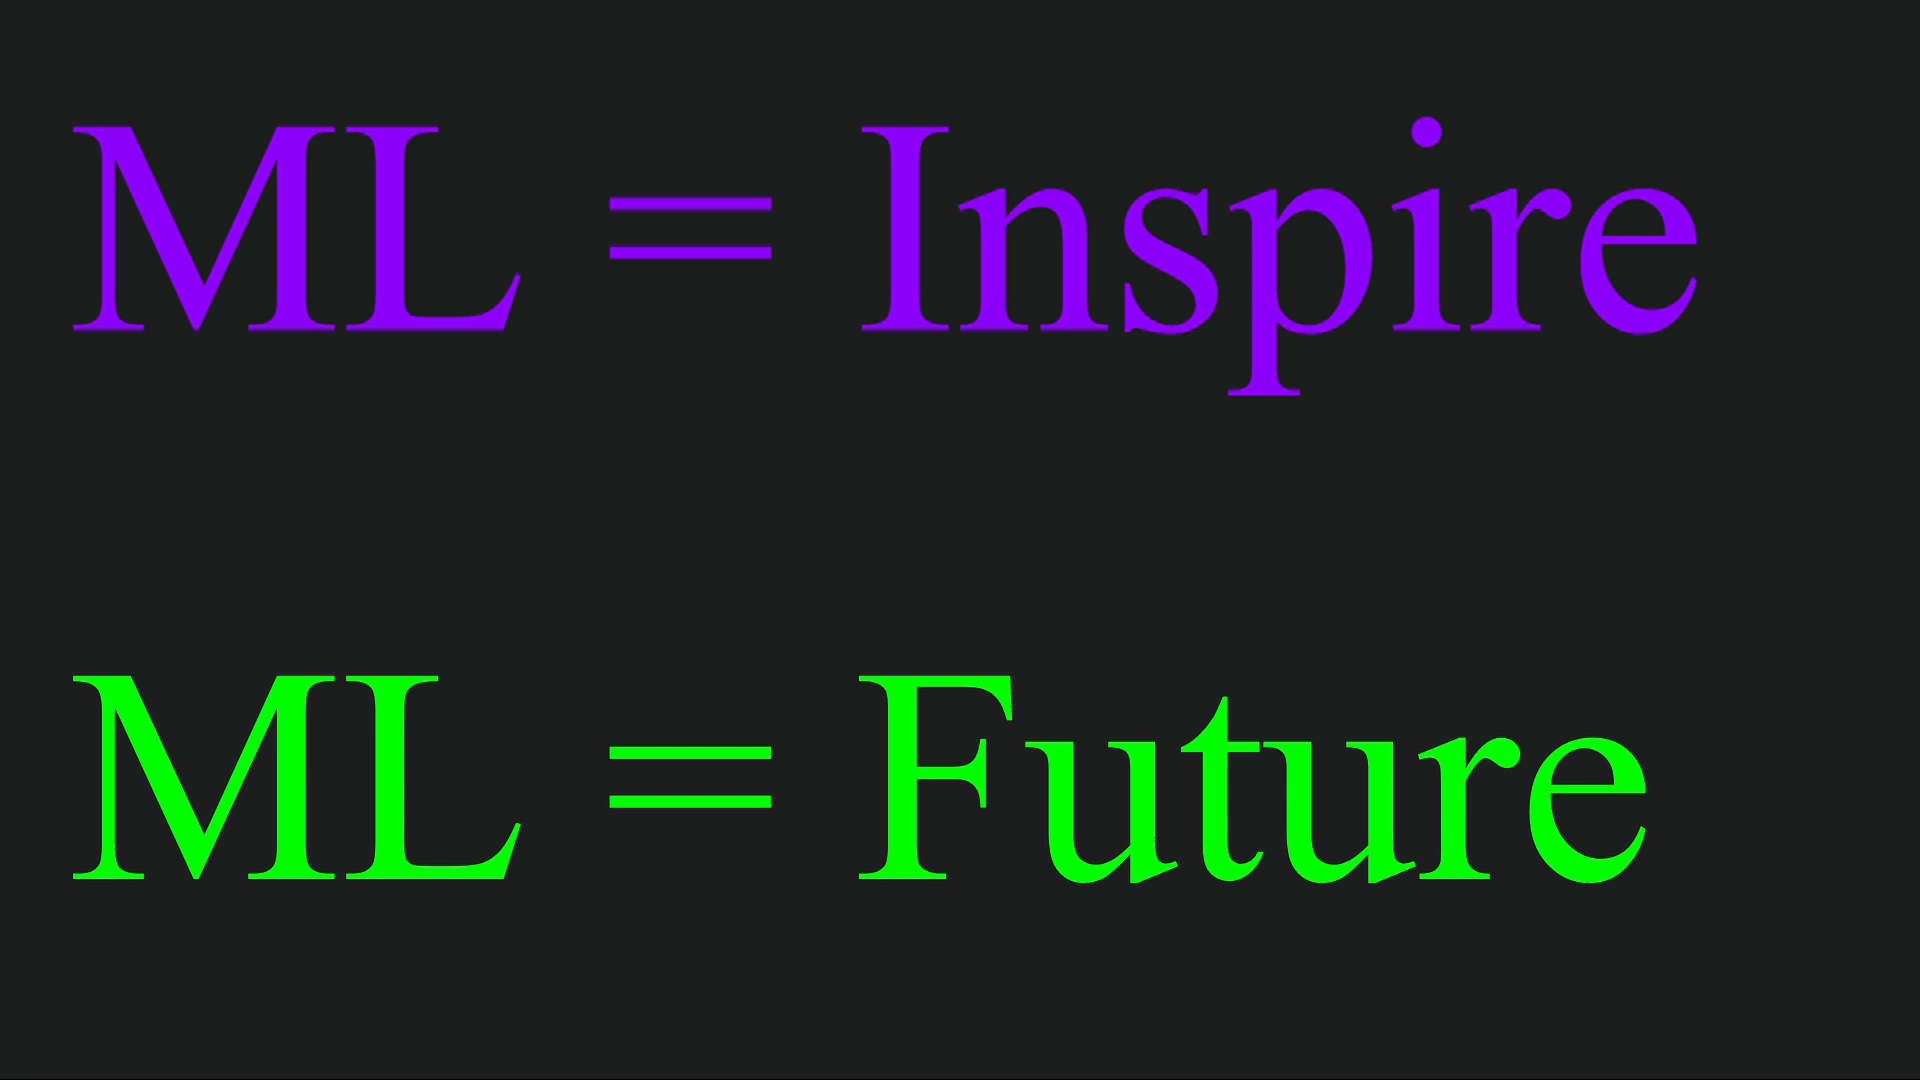 ML = Inspire
ML = Future